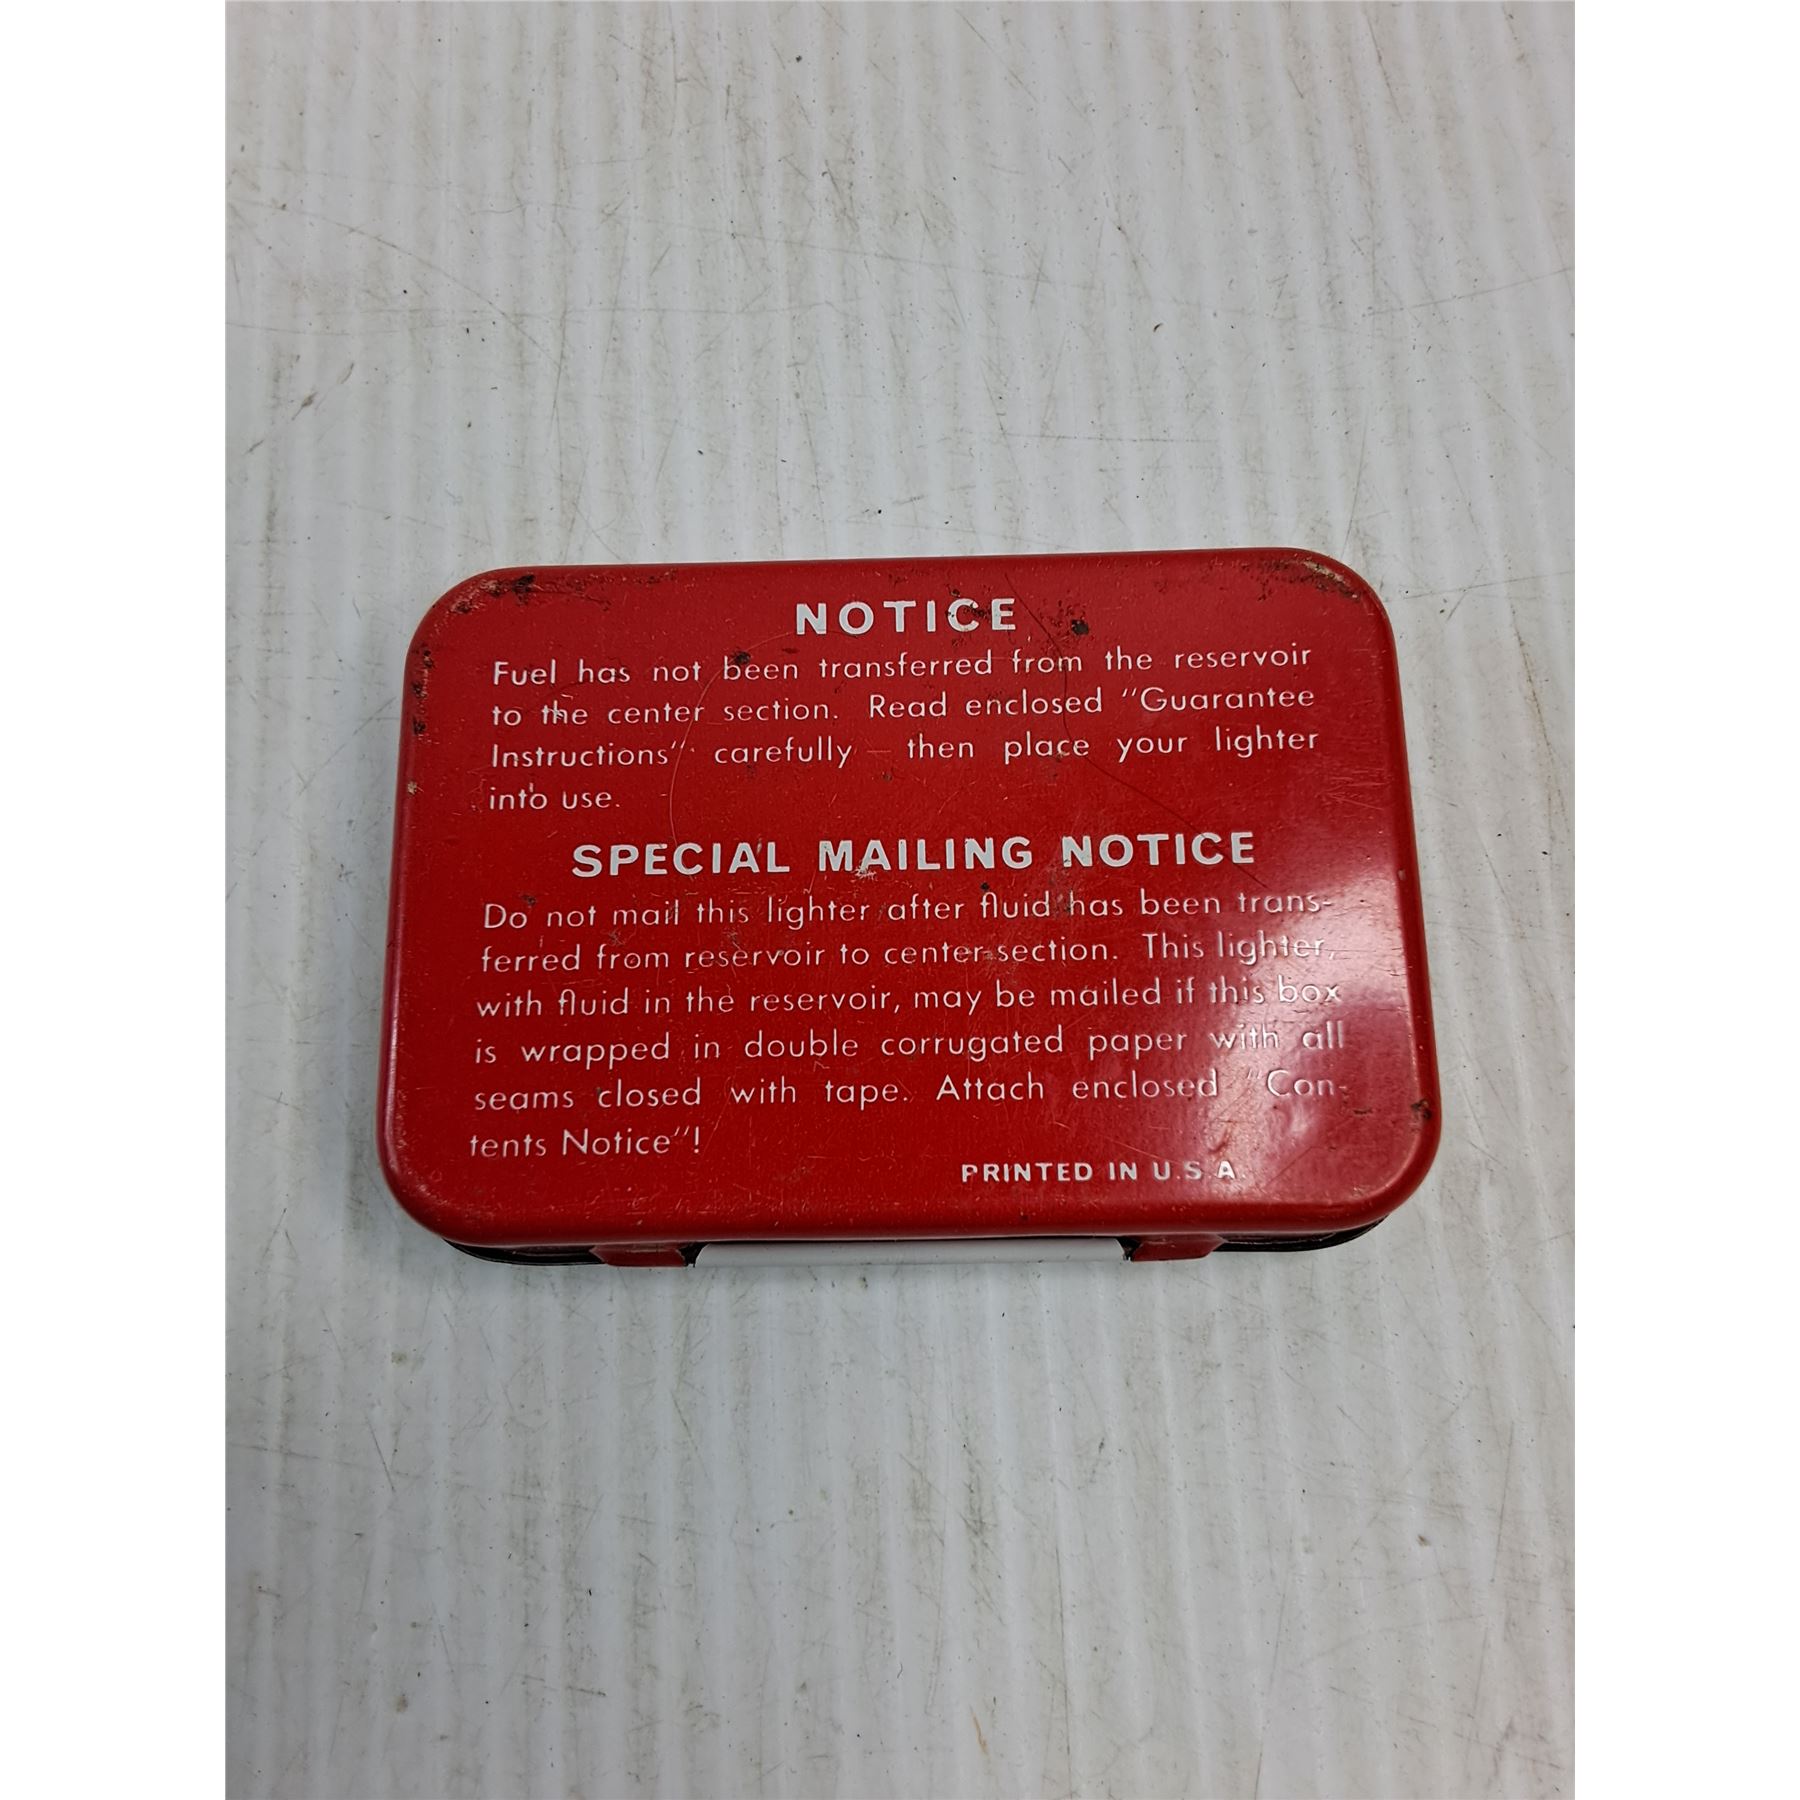 NOTICE
Fuel has not been transferred from the reservoir
to the center section. Read enclosed "Guarantee
Instructions" carefully — then place your lighter
into use.
SPECIAL MAILING NOTICE
Do not mail this lighter after fluid has been trans-
ferred from reservoir to center section. This lighter,
with fluid in the reservoir, may be mailed if this box
is wrapped in double corrugated paper with all
seams closed with tape. Attach enclosed "Con-
tents Notice"!
PRINTED IN U.S.A.